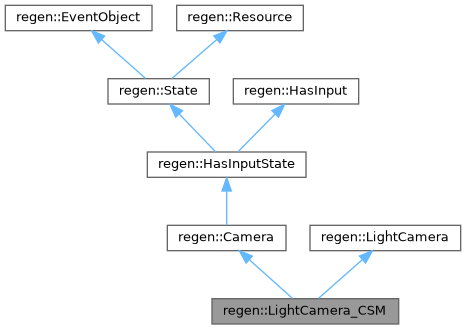 regen::EventObject
regen::Resource
regen::State
regen::HasInput
regen::HasInputState
regen::Camera
regen::LightCamera
regen::LightCamera_CSM